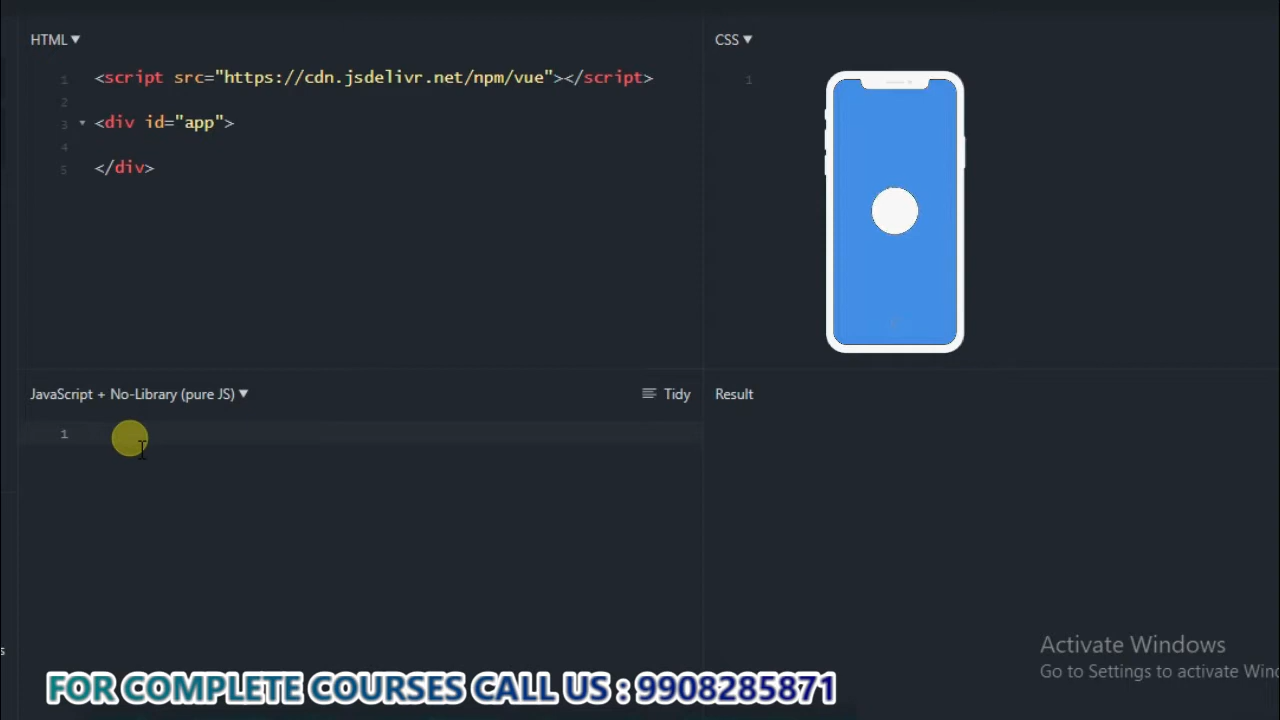 HTML ▼
1 <script src="https://cdn.jsdelivr.net/npm/vue"></script>
2
3 ▾ <div id="app">
4
5 </div>
CSS ▼
1
JavaScript + No-Library (pure JS) ▼
Tidy
1
Result
s
Activate Windows
Go to Settings to activate Win
FOR COMPLETE COURSES CALL US : 9908285871